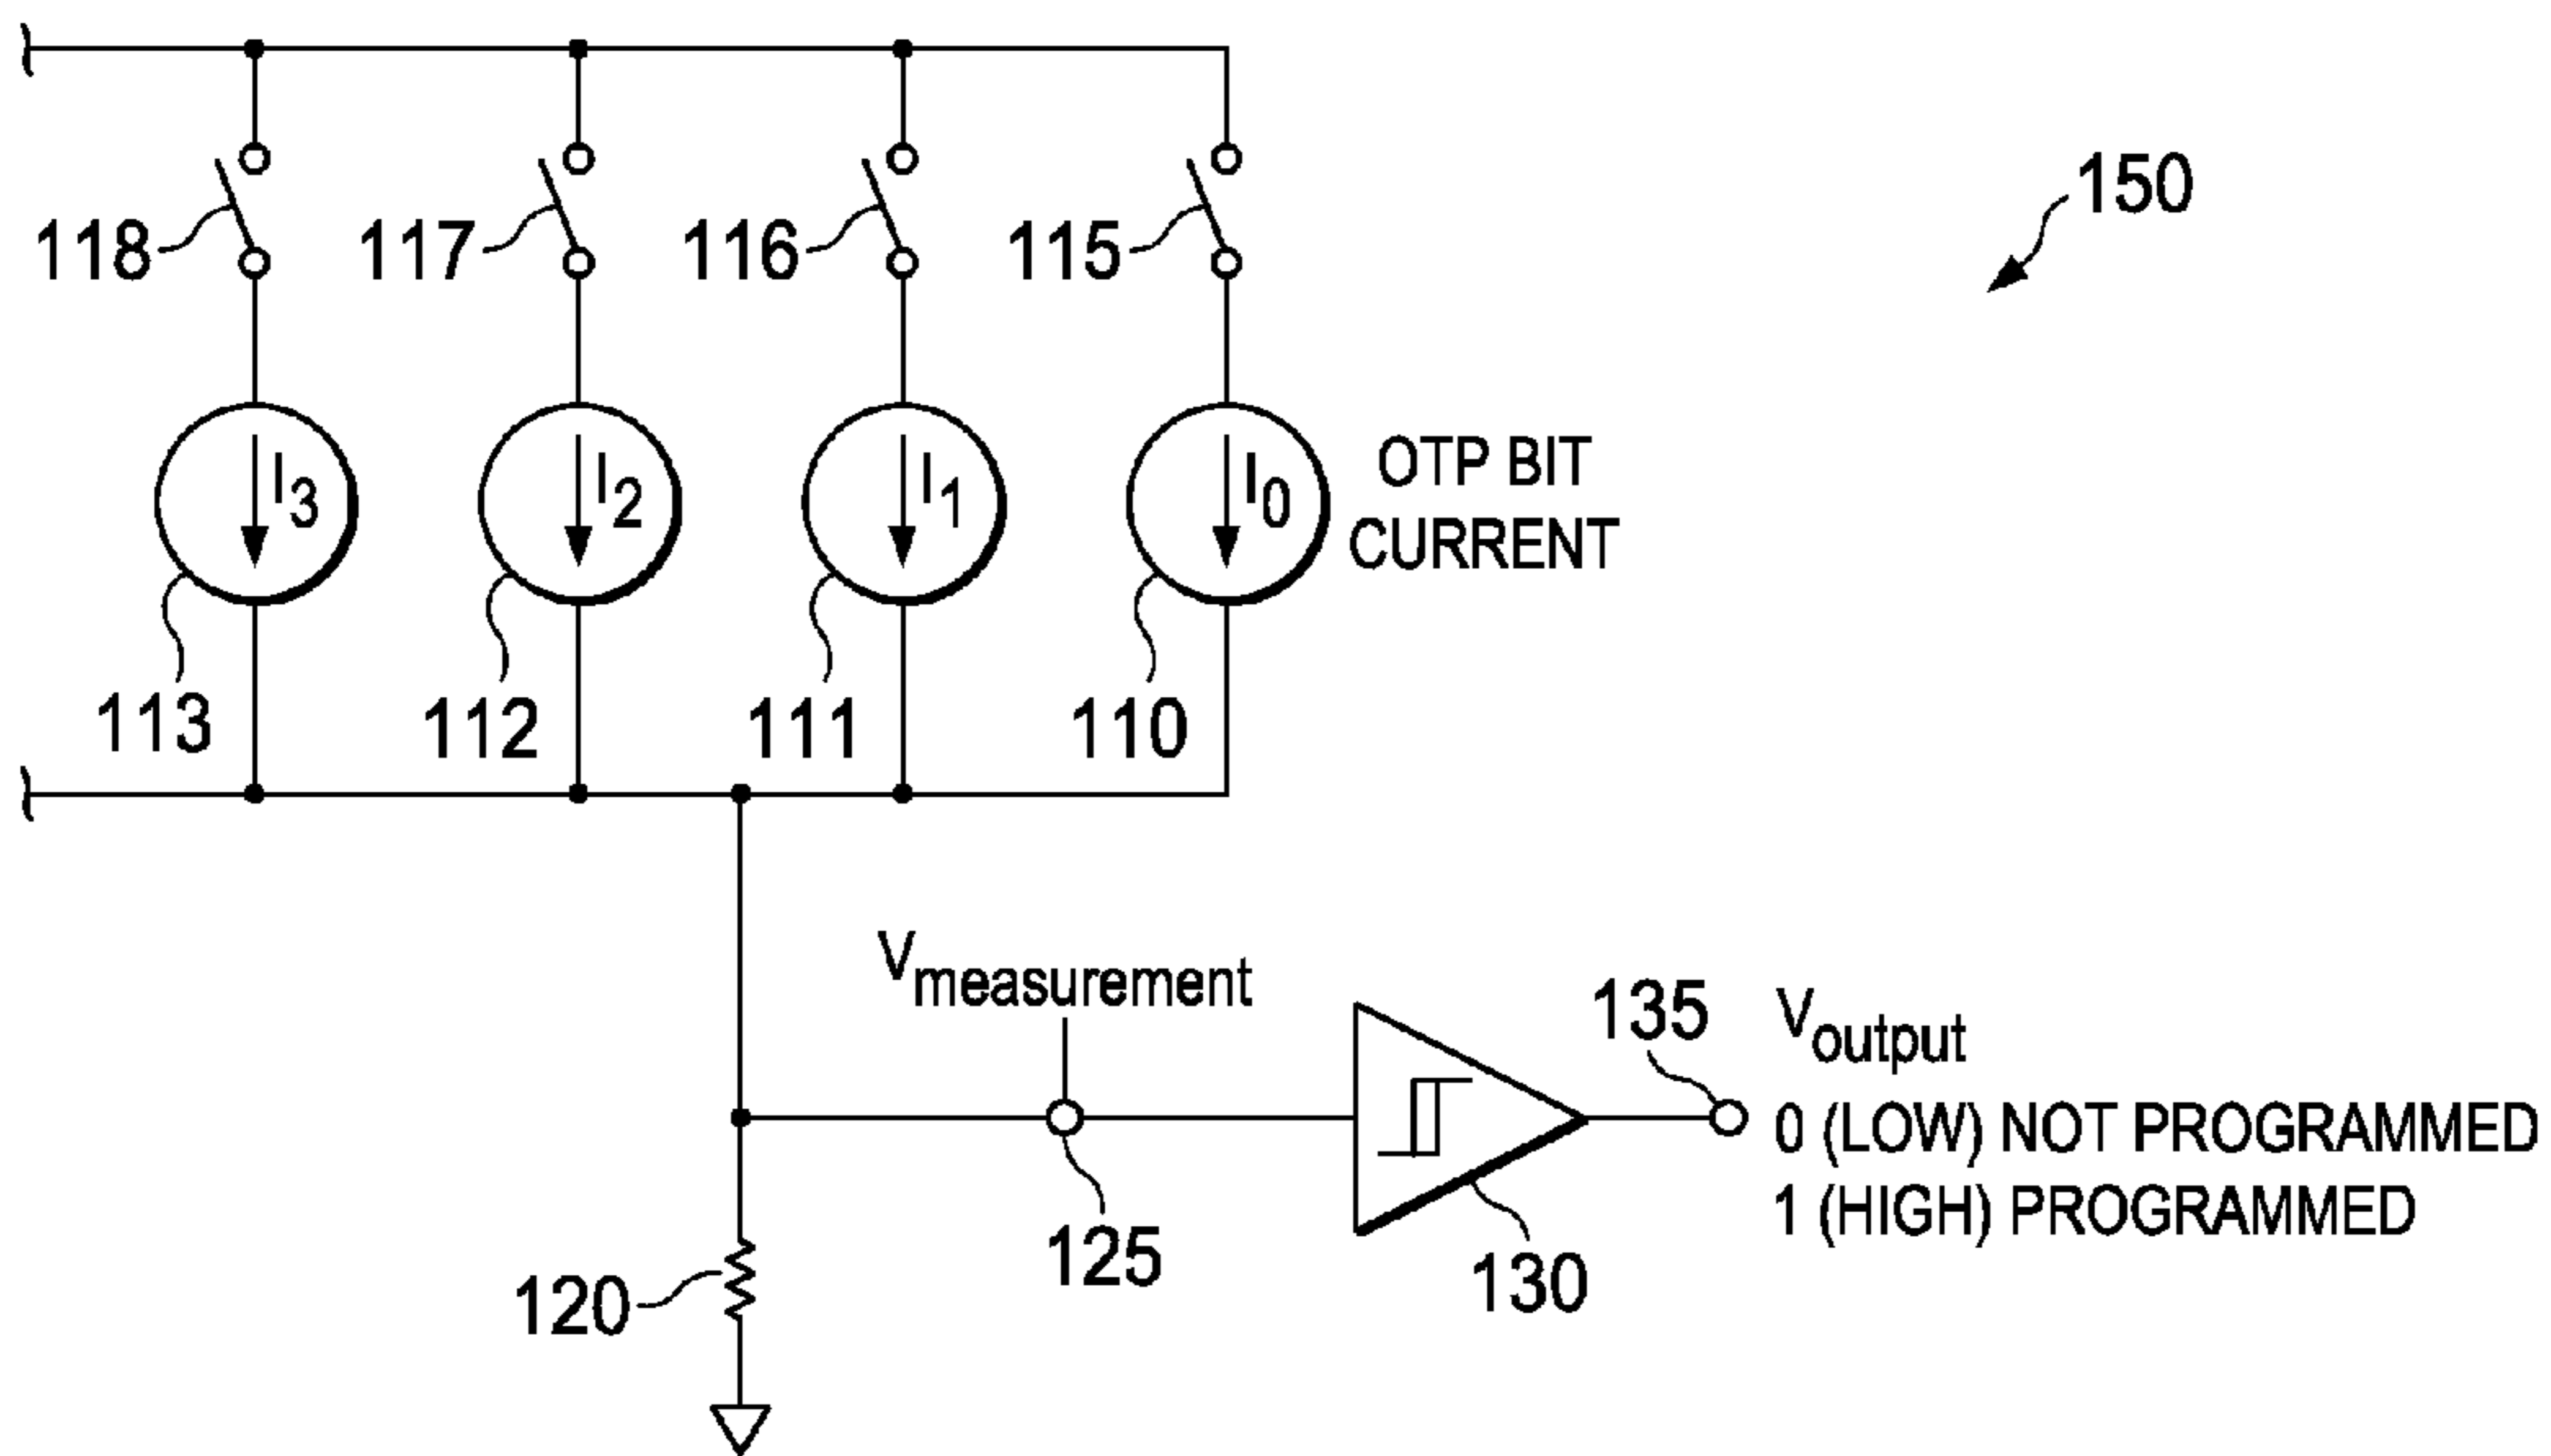 150
118 117 116 115
I3 I2 I1 I0
OTP BIT
CURRENT
113 112 111 110
Vmeasurement
135
Voutput
0 (LOW) NOT PROGRAMMED
1 (HIGH) PROGRAMMED
125
130
120